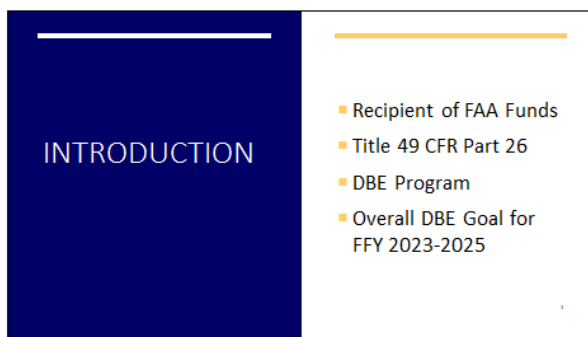 INTRODUCTION
Recipient of FAA Funds
Title 49 CFR Part 26
DBE Program
Overall DBE Goal for
FFY 2023-2025